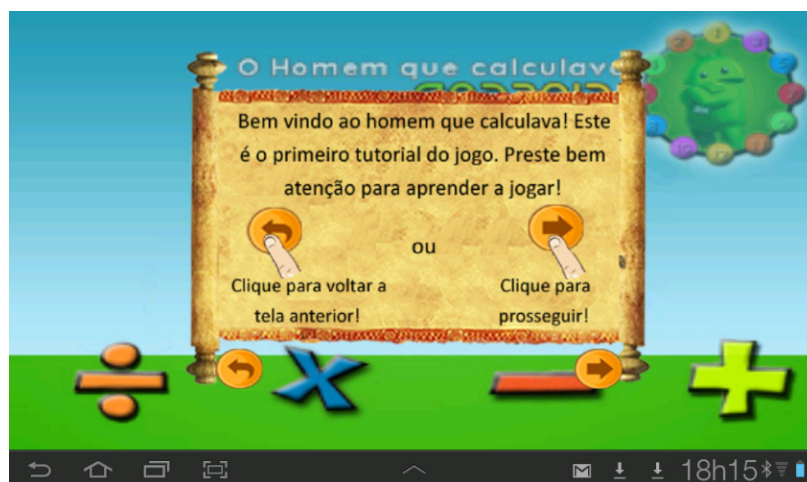 O Homem que calculava
ANDROID
Bem vindo ao homem que calculava! Este
é o primeiro tutorial do jogo. Preste bem
atenção para aprender a jogar!
ou
Clique para voltar a
tela anterior!
Clique para
prosseguir!
18h15